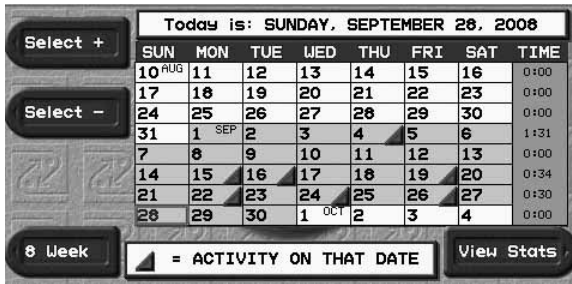 Today is: SUNDAY, SEPTEMBER 28, 2008
Select +
SUN MON TUE WED THU FRI SAT TIME
10 AUG 11 12 13 14 15 16 0:00
17 18 19 20 21 22 23 0:00
Select -
24 25 26 27 28 29 30 0:00
31 1 SEP 2 3 4 5 6 1:31
7 8 9 10 11 12 13 0:00
14 15 16 17 18 19 20 0:34
21 22 23 24 25 26 27 0:30
28 29 30 1 OCT 2 3 4 0:00
8 Week
= ACTIVITY ON THAT DATE
View Stats